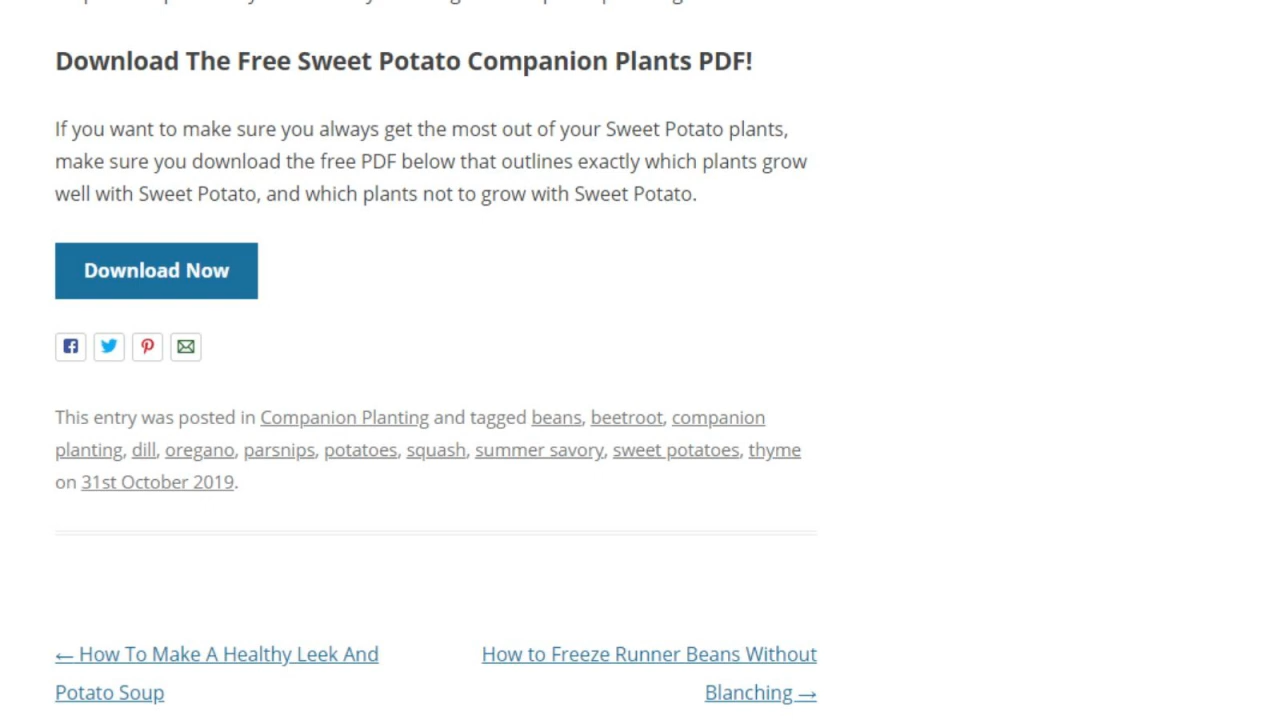 Download The Free Sweet Potato Companion Plants PDF!
If you want to make sure you always get the most out of your Sweet Potato plants,
make sure you download the free PDF below that outlines exactly which plants grow
well with Sweet Potato, and which plants not to grow with Sweet Potato.
Download Now
This entry was posted in Companion Planting and tagged beans, beetroot, companion
planting, dill, oregano, parsnips, potatoes, squash, summer savory, sweet potatoes, thyme
on 31st October 2019.
← How To Make A Healthy Leek And
Potato Soup
How to Freeze Runner Beans Without
Blanching →